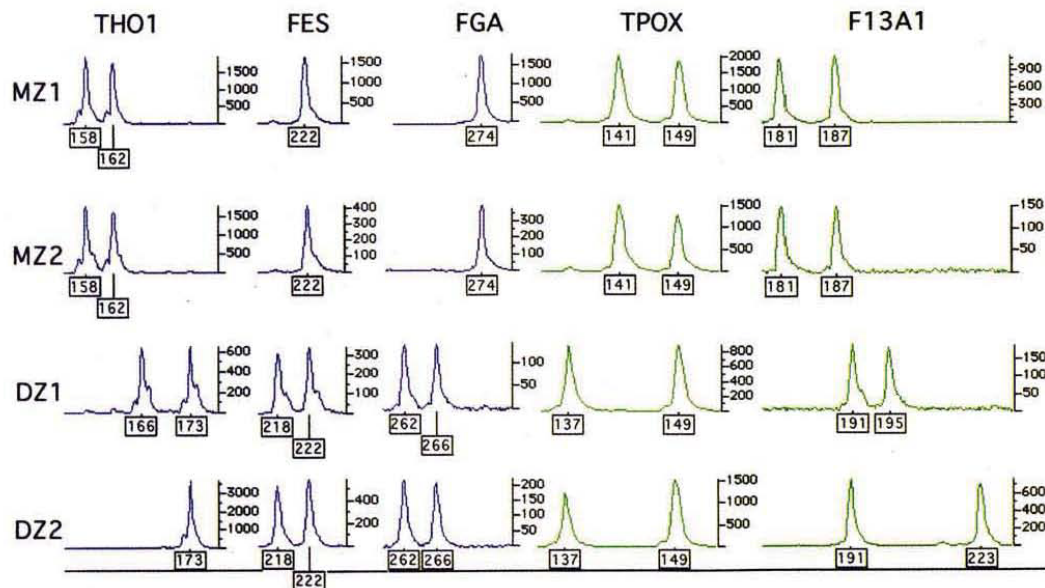 THO1 FES FGA TPOX F13A1
MZ1
1500 1000 500
1500 1000 500
1500 1000 500
2000 1500 1000 500
900 600 300
158 162
222
274
141 149
181 187
MZ2
1500 1000 500
400 300 200 100
300 200 100
1500 1000 500
150 100 50
158 162
222
274
141 149
181 187
DZ1
600 400 200
300 200 100
100 50
800 600 400 200
150 100 50
166 173
218 222
262 266
137 149
191 195
DZ2
3000 2000 1000
400 200
200 150 100 50
1500 1000 500
600 400 200
173
218 222
262 266
137 149
191 223